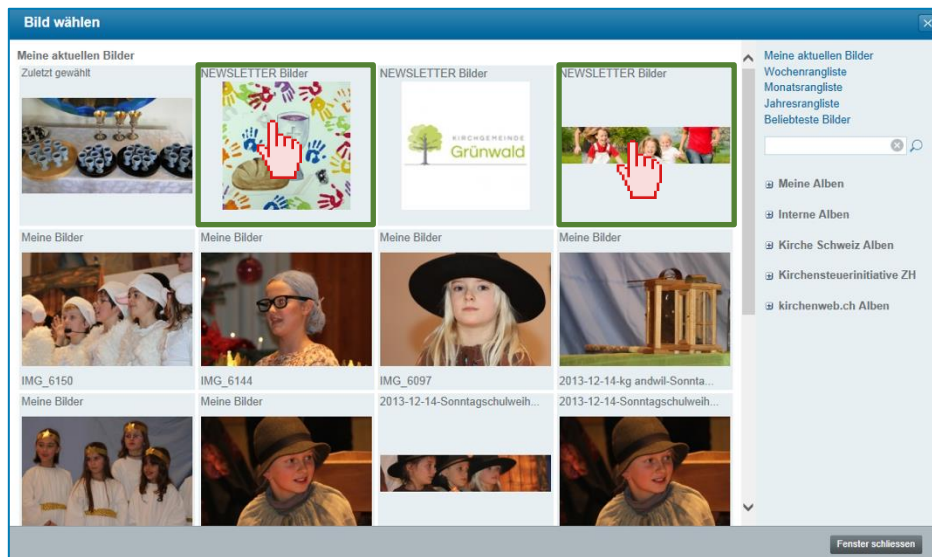 Bild wählen
Meine aktuellen Bilder
Zuletzt gewählt
NEWSLETTER Bilder
NEWSLETTER Bilder
KIRCHGEMEINDE
Grünwald
NEWSLETTER Bilder
Meine Bilder
IMG_6150
Meine Bilder
IMG_6144
Meine Bilder
IMG_6097
Meine Bilder
2013-12-14-kg andwil-Sonnta...
Meine Bilder
Meine Bilder
2013-12-14-Sonntagschulweih...
2013-12-14-Sonntagschulweih...
Meine aktuellen Bilder
Wochenrangliste
Monatsrangliste
Jahresrangliste
Beliebteste Bilder
Meine Alben
Interne Alben
Kirche Schweiz Alben
Kirchensteuerinitiative ZH
kirchenweb.ch Alben
Fenster schliessen